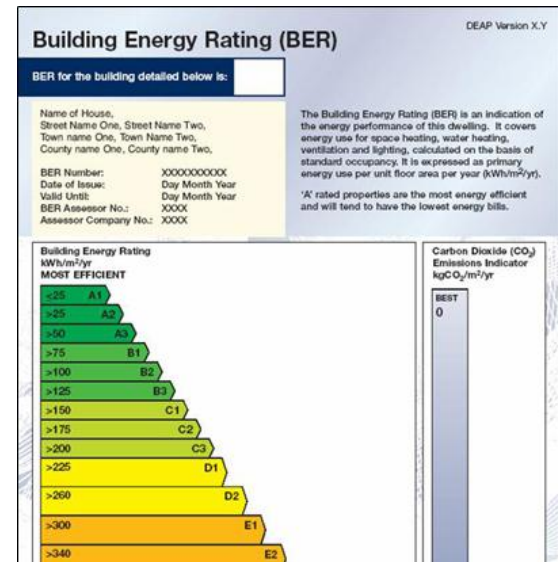 DEAP Version X.Y
Building Energy Rating (BER)
BER for the building detailed below is:
Name of House,
Street Name One, Street Name Two,
Town name One, Town Name Two,
County name One, County name Two,
BER Number: XXXXXXXXXX
Date of Issue: Day Month Year
Valid Until: Day Month Year
BER Assessor No.: XXXX
Assessor Company No.: XXXX
The Building Energy Rating (BER) is an indication of
the energy performance of this dwelling. It covers
energy use for space heating, water heating,
ventilation and lighting, calculated on the basis of
standard occupancy. It is expressed as primary
energy use per unit floor area per year (kWh/m²/yr).
'A' rated properties are the most energy efficient
and will tend to have the lowest energy bills.
Building Energy Rating
kWh/m²/yr
MOST EFFICIENT
≤25 A1
>25 A2
>50 A3
>75 B1
>100 B2
>125 B3
>150 C1
>175 C2
>200 C3
>225 D1
>260 D2
>300 E1
>340 E2
Carbon Dioxide (CO₂)
Emissions Indicator
kgCO₂/m²/yr
BEST
0